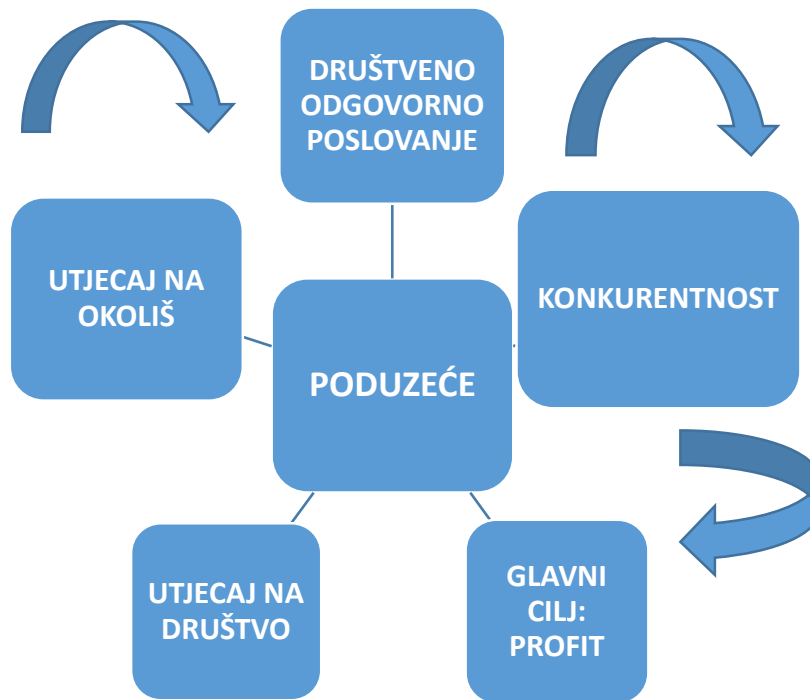 DRUŠTVENO
ODGOVORNO
POSLOVANJE
UTJECAJ NA
OKOLIŠ
KONKURENTNOST
PODUZEĆE
UTJECAJ NA
DRUŠTVO
GLAVNI
CILJ:
PROFIT